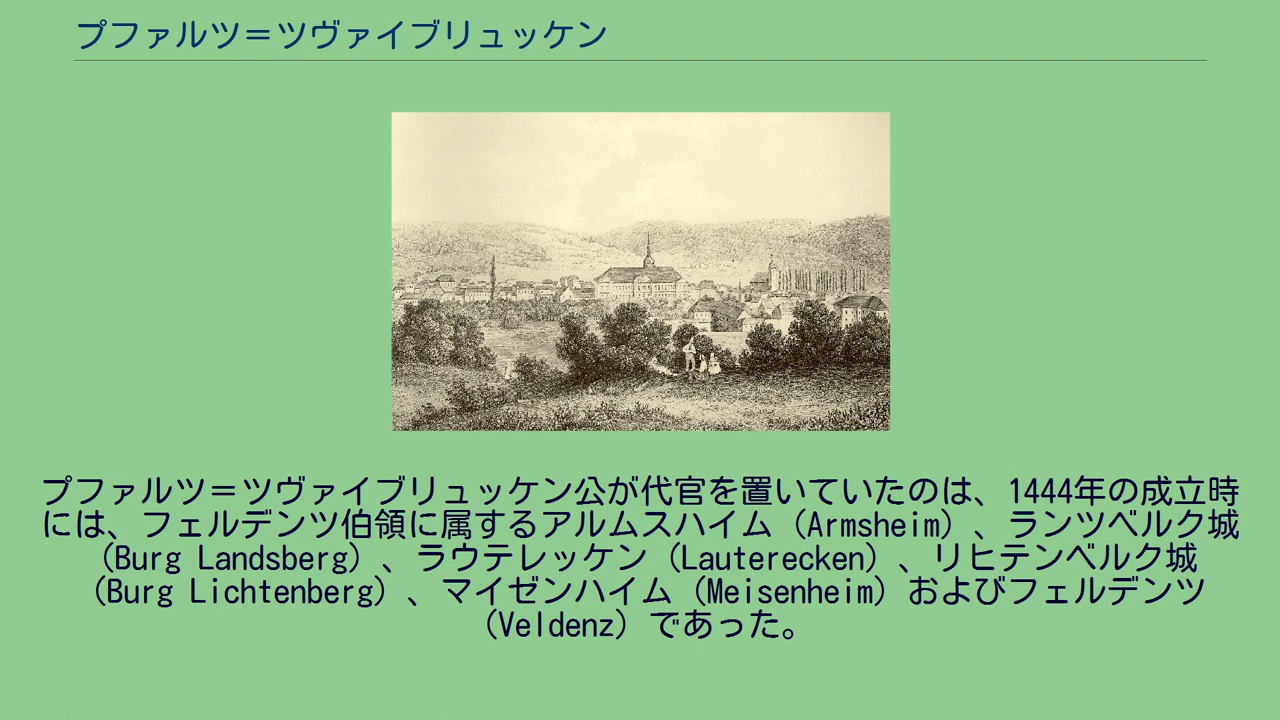 プファルツ＝ツヴァイブリュッケン
プファルツ＝ツヴァイブリュッケン公が代官を置いていたのは、1444年の成立時
には、フェルデンツ伯領に属するアルムスハイム（Armsheim）、ランツベルク城
（Burg Landsberg）、ラウテレッケン（Lauterecken）、リヒテンベルク城
（Burg Lichtenberg）、マイゼンハイム（Meisenheim）およびフェルデンツ
（Veldenz）であった。